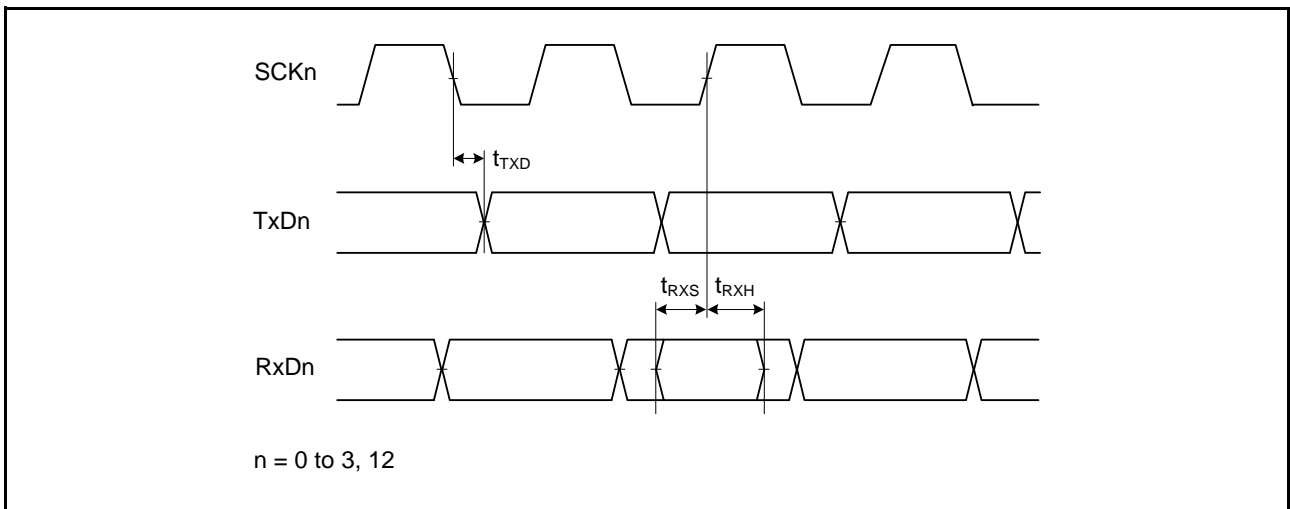 SCKn
tTXD
TxDn
tRXS tRXH
RxDn
n = 0 to 3, 12